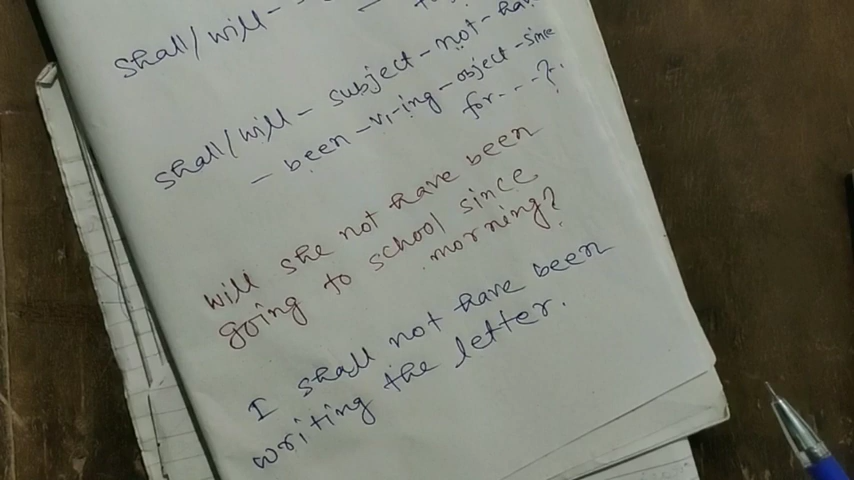 shall/will-
shall/will - subject - not - have
- been - v1-ing - object - since
for - - - ?
will she not have been
going to school since
morning?
I shall not have been
writing the letter.